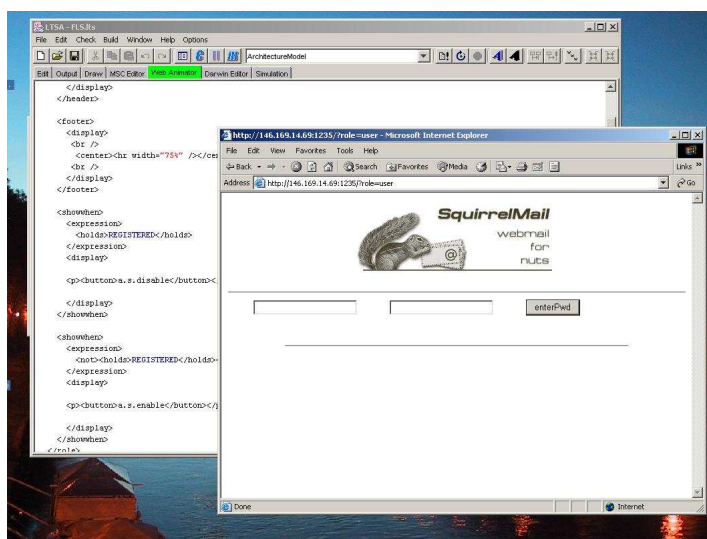 LTSA - FLS.lts
File Edit Check Build Window Help Options
ArchitectureModel
Edit Output Draw MSC Editor Web Animator Darwin Editor Simulation
</display>
</header>
<footer>
<display>
<br />
<center><hr width="75%" /></ce
<br />
</display>
</footer>
<showwhen>
<expression>
<holds>REGISTERED</holds>
</expression>
<display>
<p><button>a.s.disable</button><
</display>
</showwhen>
<showwhen>
<expression>
<not><holds>REGISTERED</holds>
</expression>
<display>
<p><button>a.s.enable</button></
</display>
</showwhen>
</role>
http://146.169.14.69:1235/?role=user - Microsoft Internet Explorer
File Edit View Favorites Tools Help
Back Search Favorites Media Links »
Address http://146.169.14.69:1235/?role=user Go
SquirrelMail
webmail
for
nuts
@
enterPwd
Done Internet